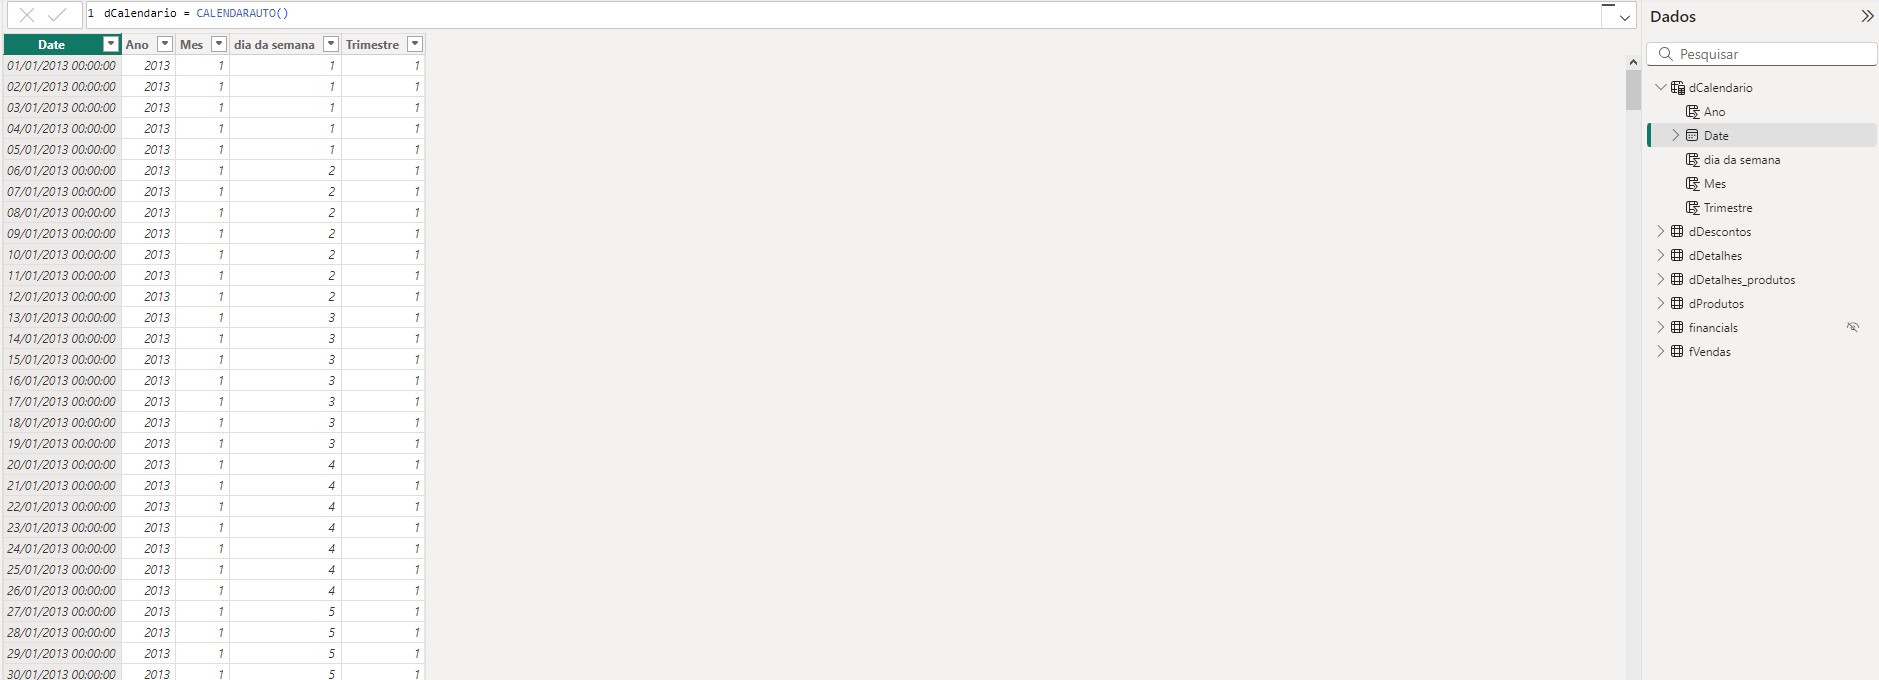 1 dCalendario = CALENDARAUTO()
Date Ano Mes dia da semana Trimestre
01/01/2013 00:00:00 2013 1 1 1
02/01/2013 00:00:00 2013 1 1 1
03/01/2013 00:00:00 2013 1 1 1
04/01/2013 00:00:00 2013 1 1 1
05/01/2013 00:00:00 2013 1 1 1
06/01/2013 00:00:00 2013 1 2 1
07/01/2013 00:00:00 2013 1 2 1
08/01/2013 00:00:00 2013 1 2 1
09/01/2013 00:00:00 2013 1 2 1
10/01/2013 00:00:00 2013 1 2 1
11/01/2013 00:00:00 2013 1 2 1
12/01/2013 00:00:00 2013 1 2 1
13/01/2013 00:00:00 2013 1 3 1
14/01/2013 00:00:00 2013 1 3 1
15/01/2013 00:00:00 2013 1 3 1
16/01/2013 00:00:00 2013 1 3 1
17/01/2013 00:00:00 2013 1 3 1
18/01/2013 00:00:00 2013 1 3 1
19/01/2013 00:00:00 2013 1 3 1
20/01/2013 00:00:00 2013 1 4 1
21/01/2013 00:00:00 2013 1 4 1
22/01/2013 00:00:00 2013 1 4 1
23/01/2013 00:00:00 2013 1 4 1
24/01/2013 00:00:00 2013 1 4 1
25/01/2013 00:00:00 2013 1 4 1
26/01/2013 00:00:00 2013 1 4 1
27/01/2013 00:00:00 2013 1 5 1
28/01/2013 00:00:00 2013 1 5 1
29/01/2013 00:00:00 2013 1 5 1
30/01/2013 00:00:00 2013 1 5 1
Dados
Pesquisar
dCalendario
Ano
Date
dia da semana
Mes
Trimestre
dDescontos
dDetalhes
dDetalhes_produtos
dProdutos
financials
fVendas